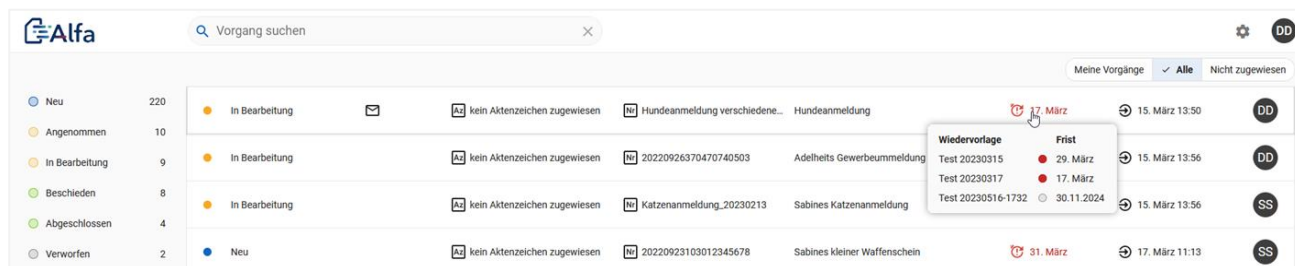 Alfa
Vorgang suchen
DD
Meine Vorgänge Alle Nicht zugewiesen
Neu 220
Angenommen 10
In Bearbeitung 9
Beschieden 8
Abgeschlossen 4
Verworfen 2
In Bearbeitung Az kein Aktenzeichen zugewiesen Nr Hundeanmeldung verschiedene... Hundeanmeldung 17. März 15. März 13:50 DD
In Bearbeitung Az kein Aktenzeichen zugewiesen Nr 20220926370470740503 Adelheits Gewerbeummeldung 15. März 13:56 DD
In Bearbeitung Az kein Aktenzeichen zugewiesen Nr Katzenanmeldung_20230213 Sabines Katzenanmeldung 15. März 13:56 SS
Neu Az kein Aktenzeichen zugewiesen Nr 20220923103012345678 Sabines kleiner Waffenschein 31. März 17. März 11:13 SS
Wiedervorlage Frist
Test 20230315 29. März
Test 20230317 17. März
Test 20230516-1732 30.11.2024